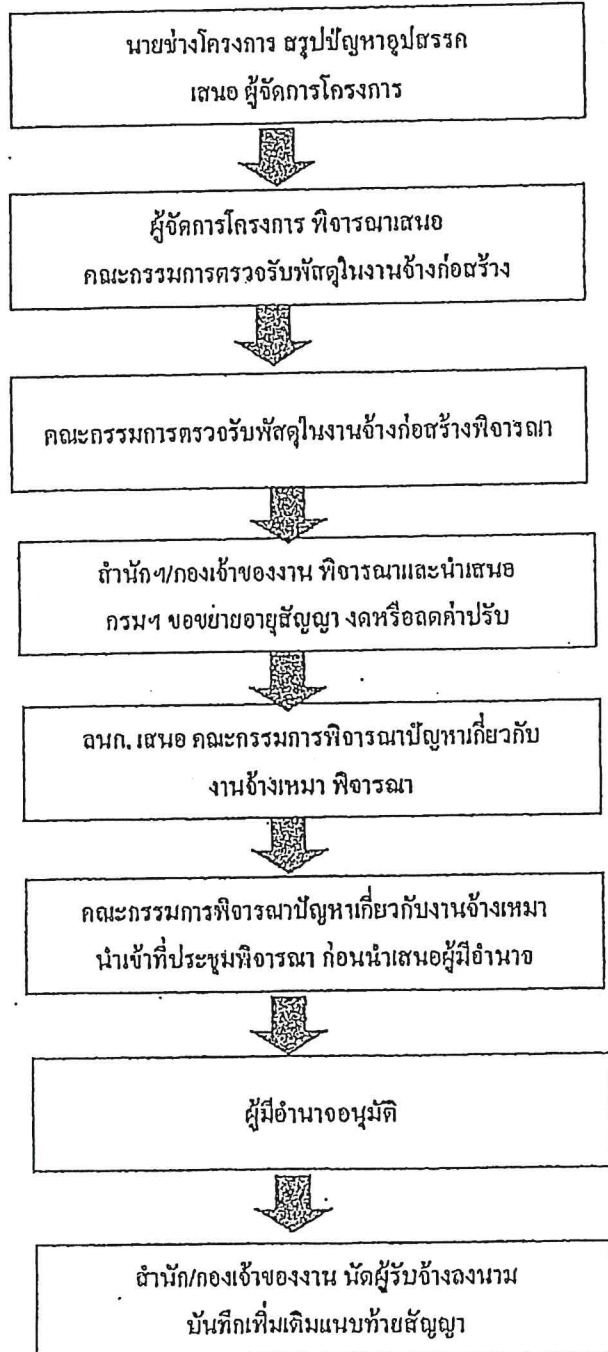 นายช่างโครงการ สรุปปัญหาอุปสรรค
เสนอ ผู้จัดการโครงการ
ผู้จัดการโครงการ พิจารณาเสนอ
คณะกรรมการตรวจรับพัสดุในงานจ้างก่อสร้าง
คณะกรรมการตรวจรับพัสดุในงานจ้างก่อสร้างพิจารณา
สำนักฯ/กองเจ้าของงาน พิจารณาและนำเสนอ
กรมฯ ขอขยายอายุสัญญา งดหรือลดค่าปรับ
ลนก. เสนอ คณะกรรมการพิจารณาปัญหาเกี่ยวกับ
งานจ้างเหมา พิจารณา
คณะกรรมการพิจารณาปัญหาเกี่ยวกับงานจ้างเหมา
นำเข้าที่ประชุมพิจารณา ก่อนนำเสนอผู้มีอำนาจ
ผู้มีอำนาจอนุมัติ
สำนัก/กองเจ้าของงาน นัดผู้รับจ้างลงนาม
บันทึกเพิ่มเติมแนบท้ายสัญญา